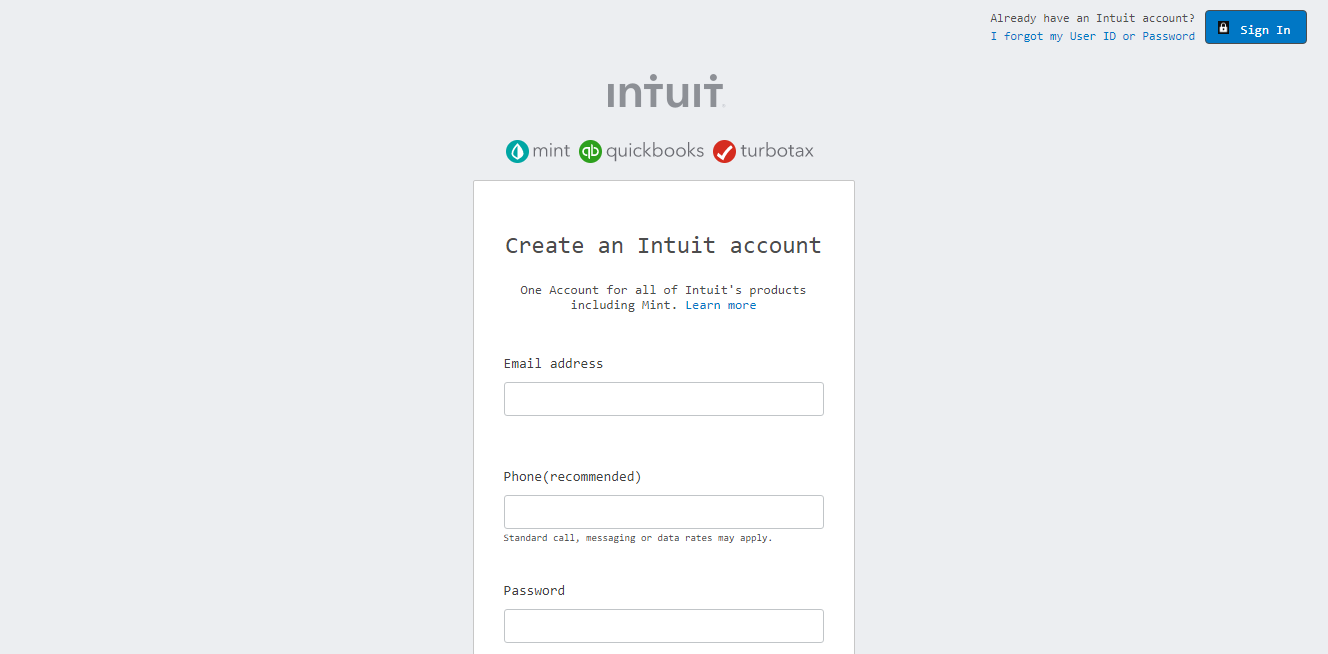 Already have an Intuit account?
I forgot my User ID or Password
Sign In
intuit
mint quickbooks turbotax
Create an Intuit account
One Account for all of Intuit's products
including Mint. Learn more
Email address
Phone(recommended)
Standard call, messaging or data rates may apply.
Password